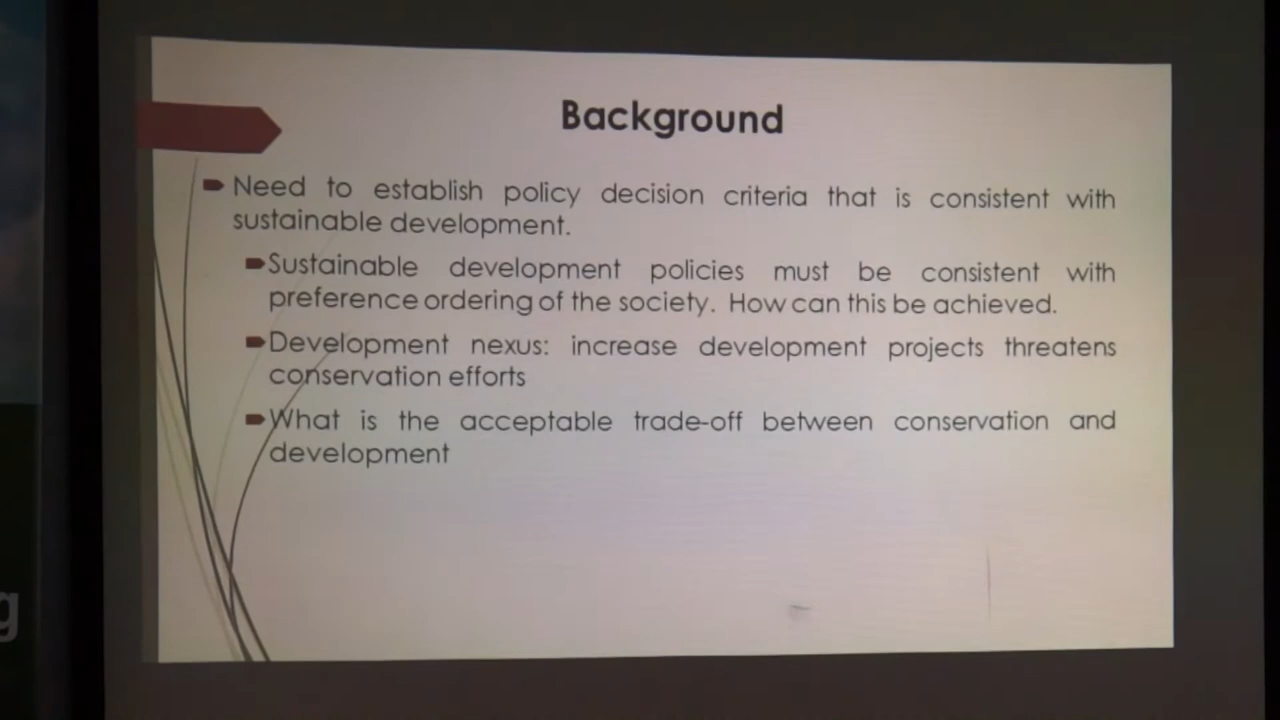 Background
Need to establish policy decision criteria that is consistent with
sustainable development.
Sustainable development policies must be consistent with
preference ordering of the society. How can this be achieved.
Development nexus: increase development projects threatens
conservation efforts
What is the acceptable trade-off between conservation and
development
g